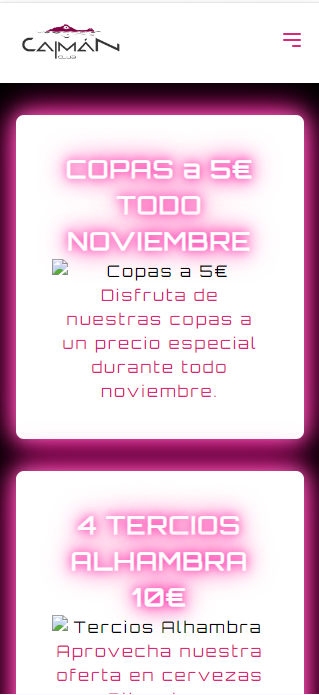 CAIMÁN
CLUB
COPAS a 5€
TODO
NOVIEMBRE
Copas a 5€
Disfruta de
nuestras copas a
un precio especial
durante todo
noviembre.
4 TERCIOS
ALHAMBRA
10€
Tercios Alhambra
Aprovecha nuestra
oferta en cervezas